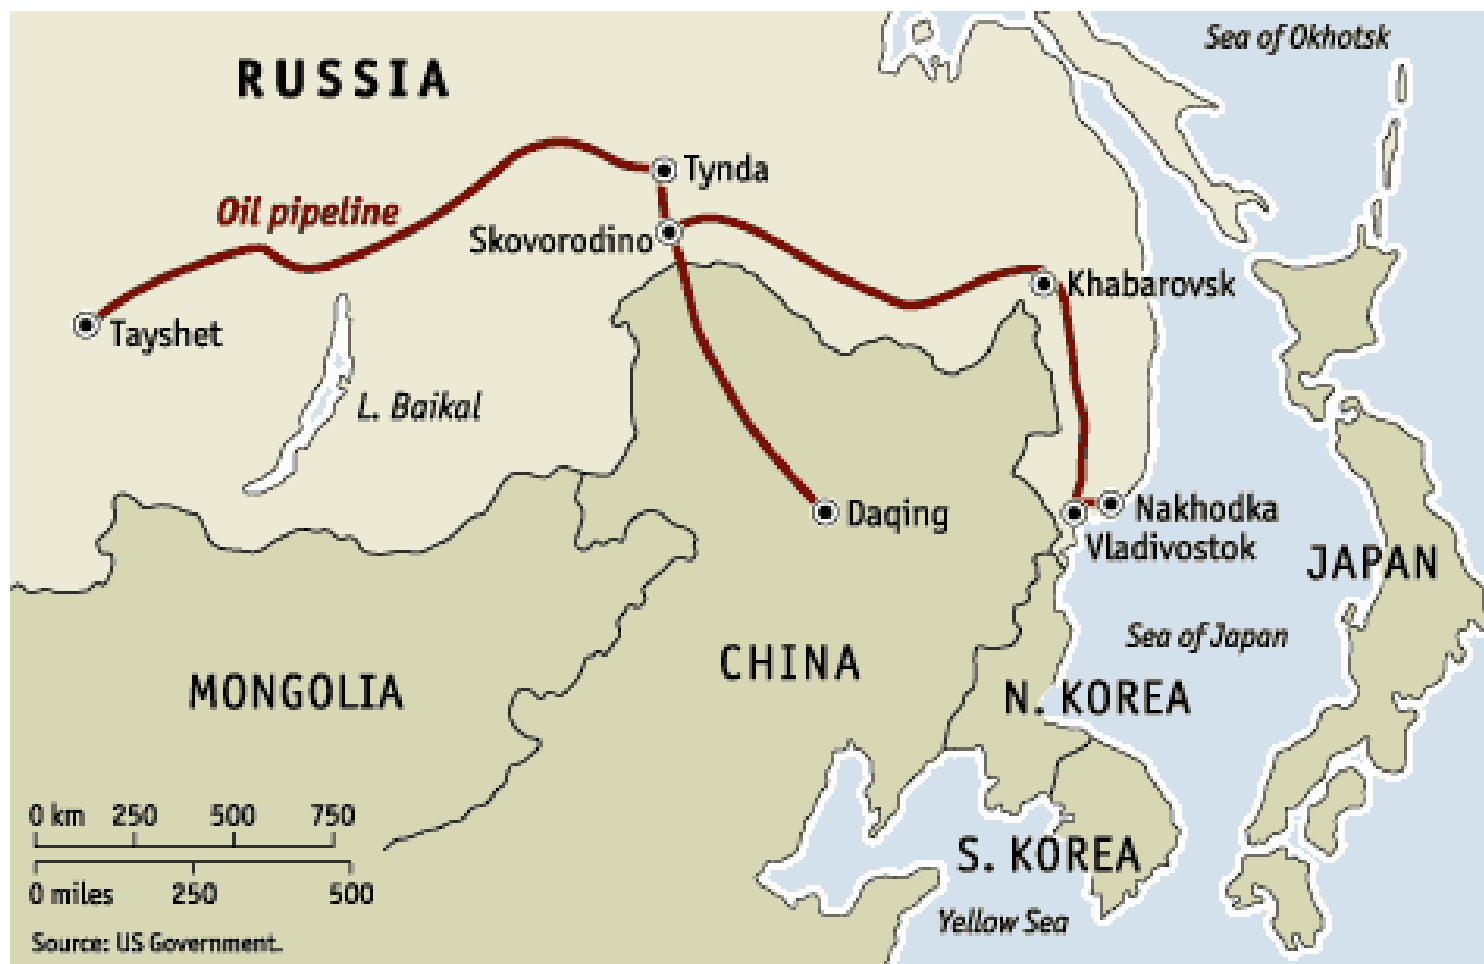 Sea of Okhotsk
RUSSIA
Tynda
Oil pipeline
Skovorodino
Khabarovsk
Tayshet
L. Baikal
Daqing
Nakhodka
Vladivostok
JAPAN
Sea of Japan
CHINA
MONGOLIA
N. KOREA
0 km 250 500 750
S. KOREA
0 miles 250 500
Yellow Sea
Source: US Government.